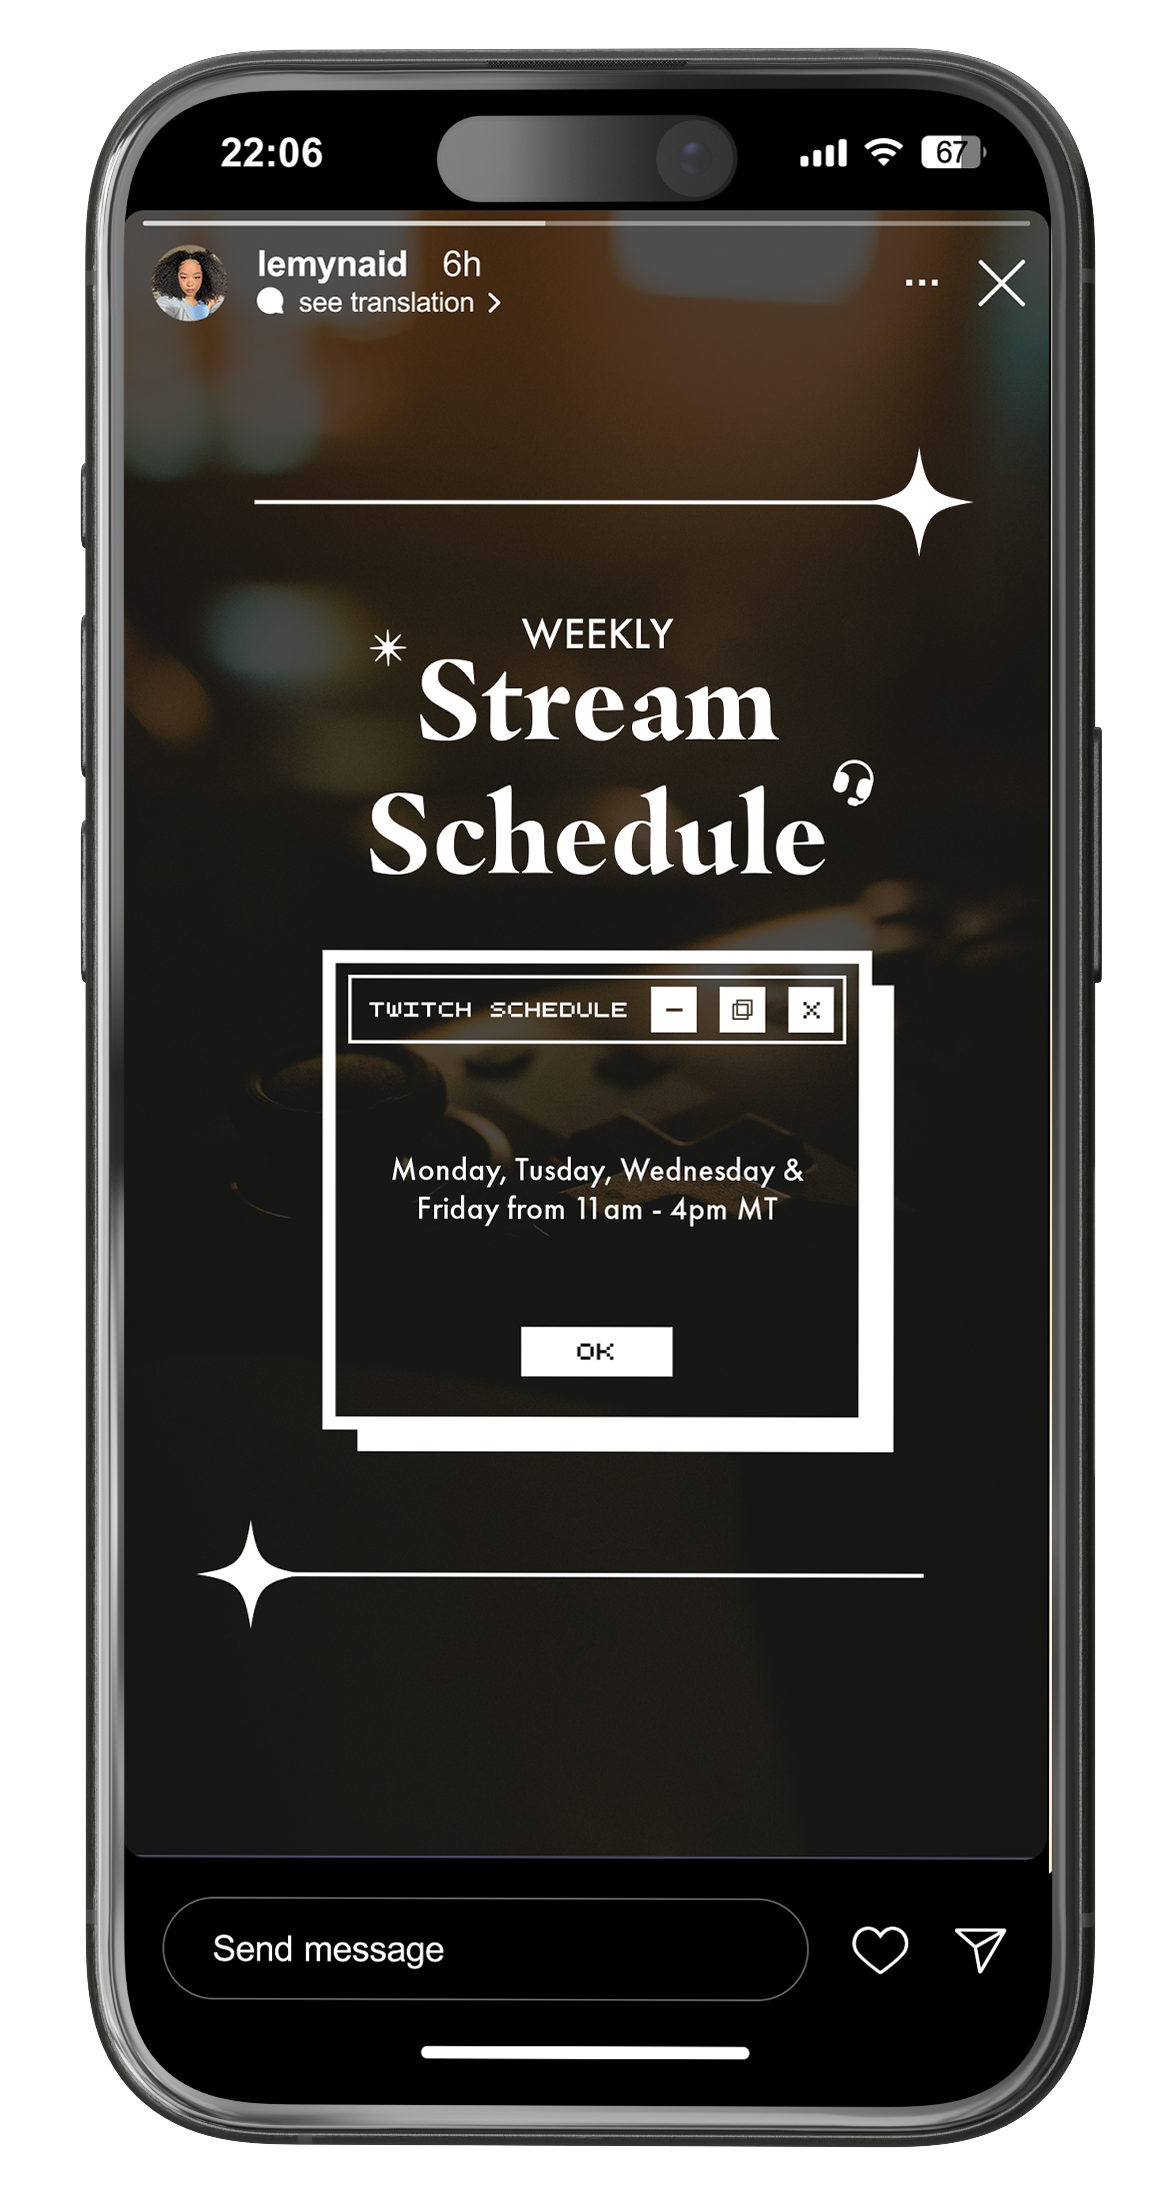 22:06
67
lemynaid 6h
see translation
WEEKLY
Stream
Schedule
TWITCH SCHEDULE
Monday, Tusday, Wednesday &
Friday from 11am - 4pm MT
OK
Send message